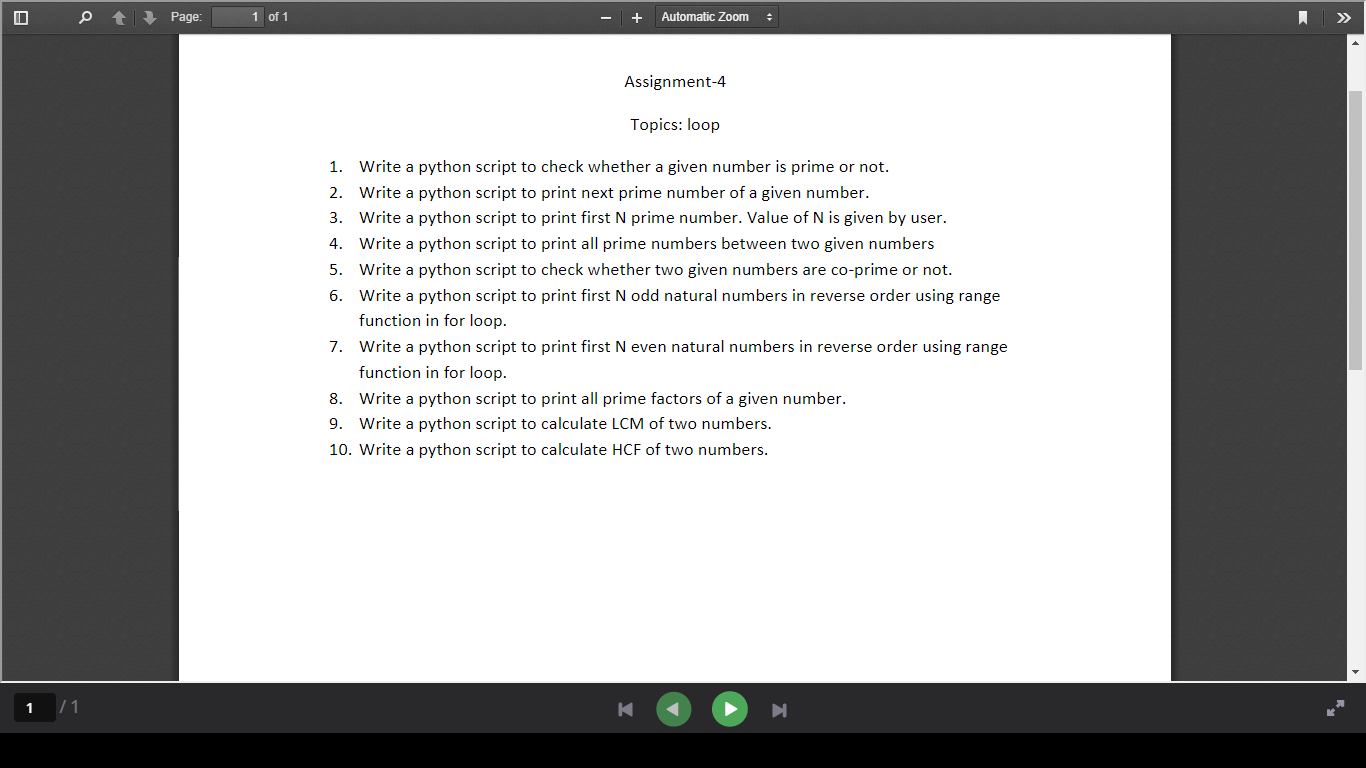 Page: 1 of 1 Automatic Zoom
Assignment-4
Topics: loop
1. Write a python script to check whether a given number is prime or not.
2. Write a python script to print next prime number of a given number.
3. Write a python script to print first N prime number. Value of N is given by user.
4. Write a python script to print all prime numbers between two given numbers
5. Write a python script to check whether two given numbers are co-prime or not.
6. Write a python script to print first N odd natural numbers in reverse order using range
function in for loop.
7. Write a python script to print first N even natural numbers in reverse order using range
function in for loop.
8. Write a python script to print all prime factors of a given number.
9. Write a python script to calculate LCM of two numbers.
10. Write a python script to calculate HCF of two numbers.
1 / 1